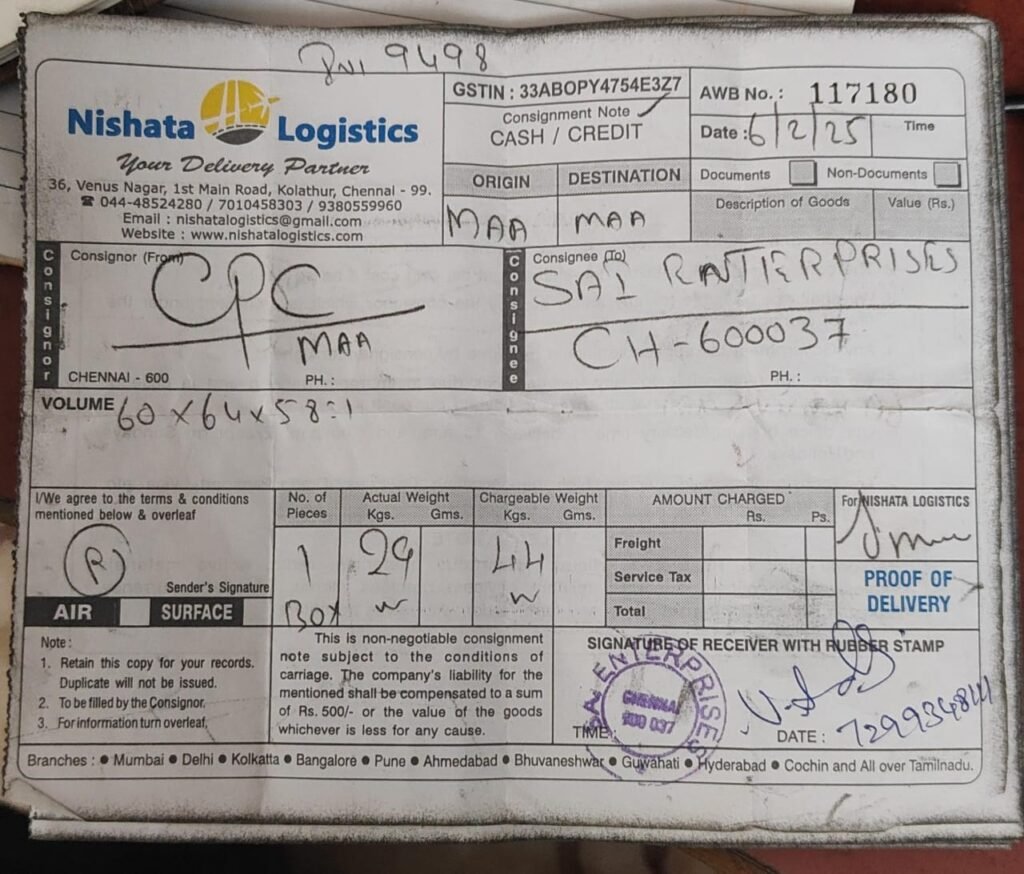 9498
Nishata Logistics
Your Delivery Partner
36, Venus Nagar, 1st Main Road, Kolathur, Chennai - 99.
☎ 044-48524280 / 7010458303 / 9380559960
Email : nishatalogistics@gmail.com
Website : www.nishatalogistics.com
GSTIN : 33ABOPY4754E3Z7
Consignment Note
CASH / CREDIT
ORIGIN DESTINATION
MAA MAA
AWB No. : 117180
Date : 6/2/25 Time
Documents Non-Documents
Description of Goods Value (Rs.)
Consignor
Consignor (From)
CPC
MAA
CHENNAI - 600 PH. :
Consignee
Consignee (To)
SAI
CH-600037
PH. :
VOLUME 60 x 64 x 58 : 1
I/We agree to the terms & conditions
mentioned below & overleaf
R
Sender's Signature
AIR SURFACE
No. of Pieces Actual Weight Kgs. Gms. Chargeable Weight Kgs. Gms.
1 29 44
BOX
AMOUNT CHARGED
Rs. Ps.
Freight
Service Tax
Total
For NISHATA LOGISTICS
PROOF OF
DELIVERY
Note :
1. Retain this copy for your records.
Duplicate will not be issued.
2. To be filled by the Consignor.
3. For information turn overleaf,
This is non-negotiable consignment
note subject to the conditions of
carriage. The company's liability for the
mentioned shall be compensated to a sum
of Rs. 500/- or the value of the goods
whichever is less for any cause.
SIGNATURE OF RECEIVER WITH RUBBER STAMP
ENTERPRISES
CHENNAI
600 037
TIME: DATE :
Branches : ● Mumbai ● Delhi ● Kolkatta ● Bangalore ● Pune ● Ahmedabad ● Bhuvaneshwar ● Guwahati ● Hyderabad ● Cochin and All over Tamilnadu.